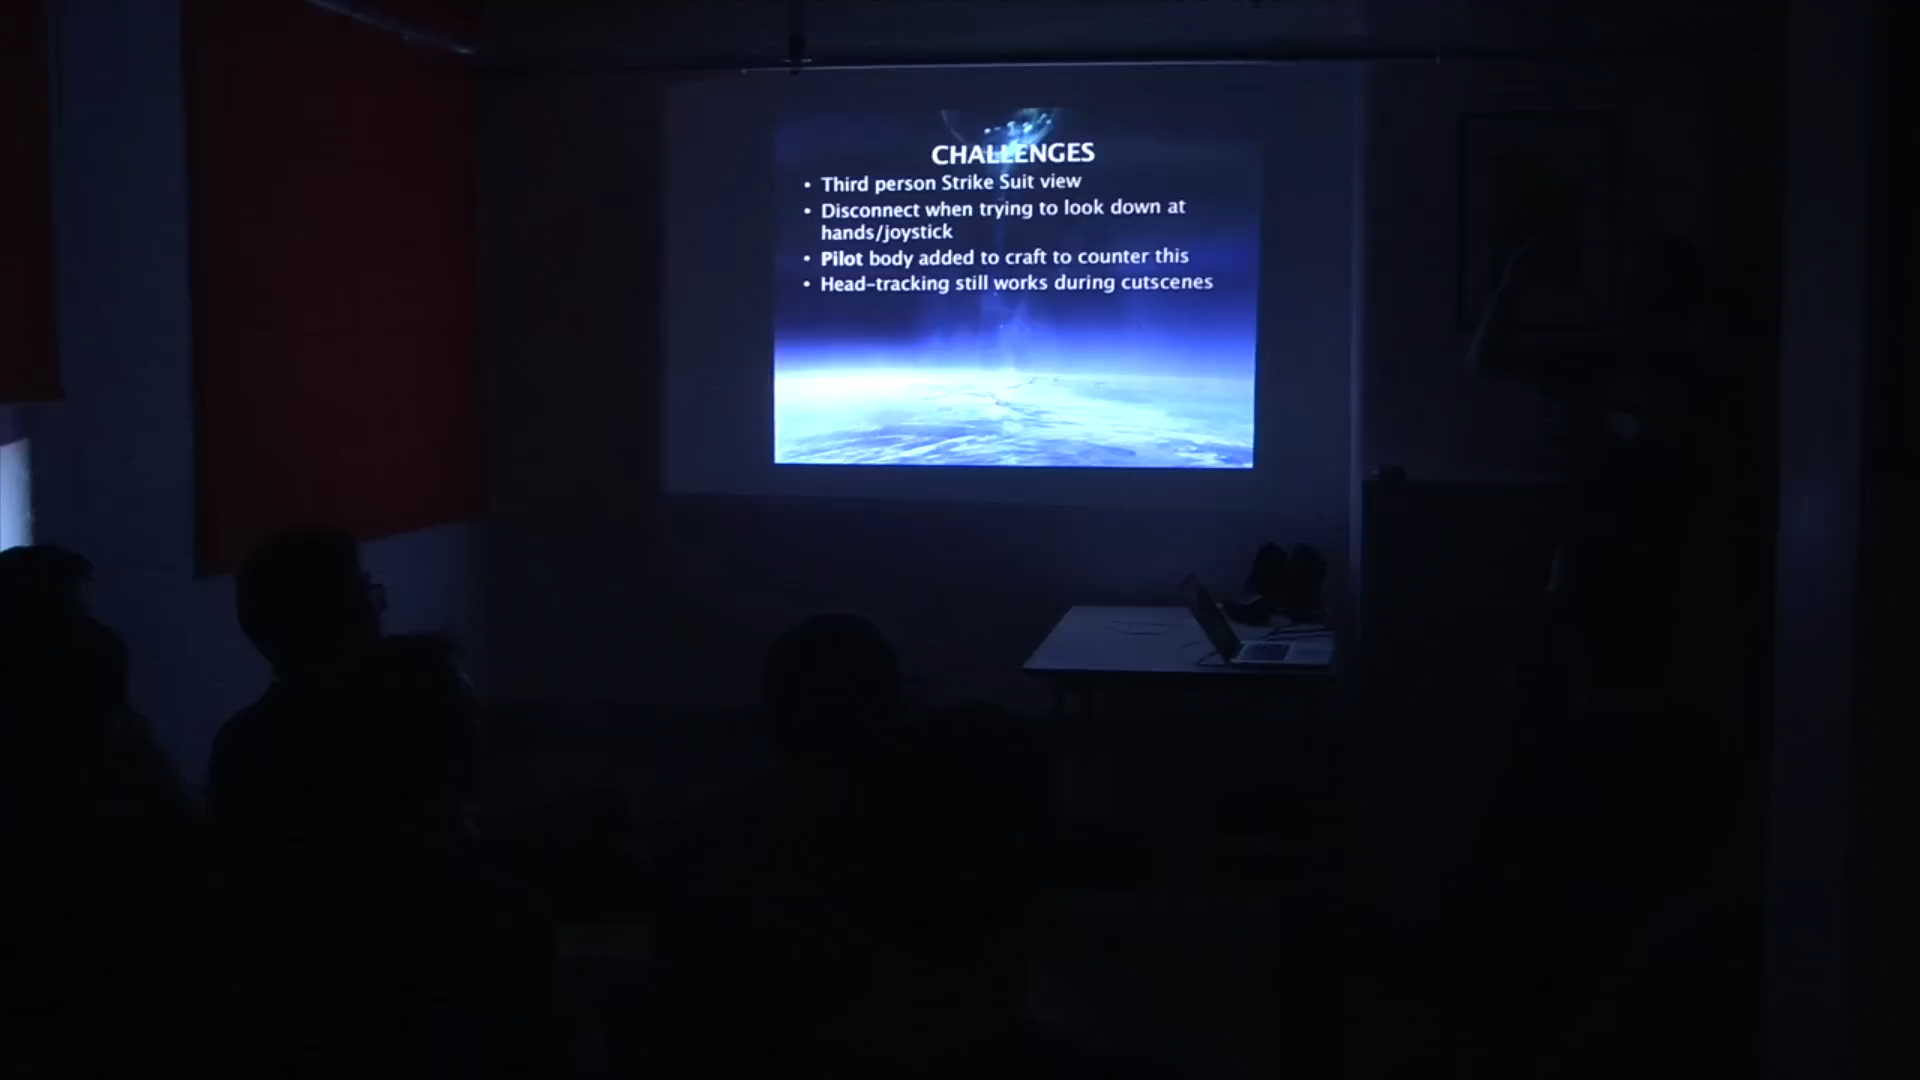 CHALLENGES
• Third person Strike Suit view
• Disconnect when trying to look down at
hands/joystick
• Pilot body added to craft to counter this
• Head-tracking still works during cutscenes